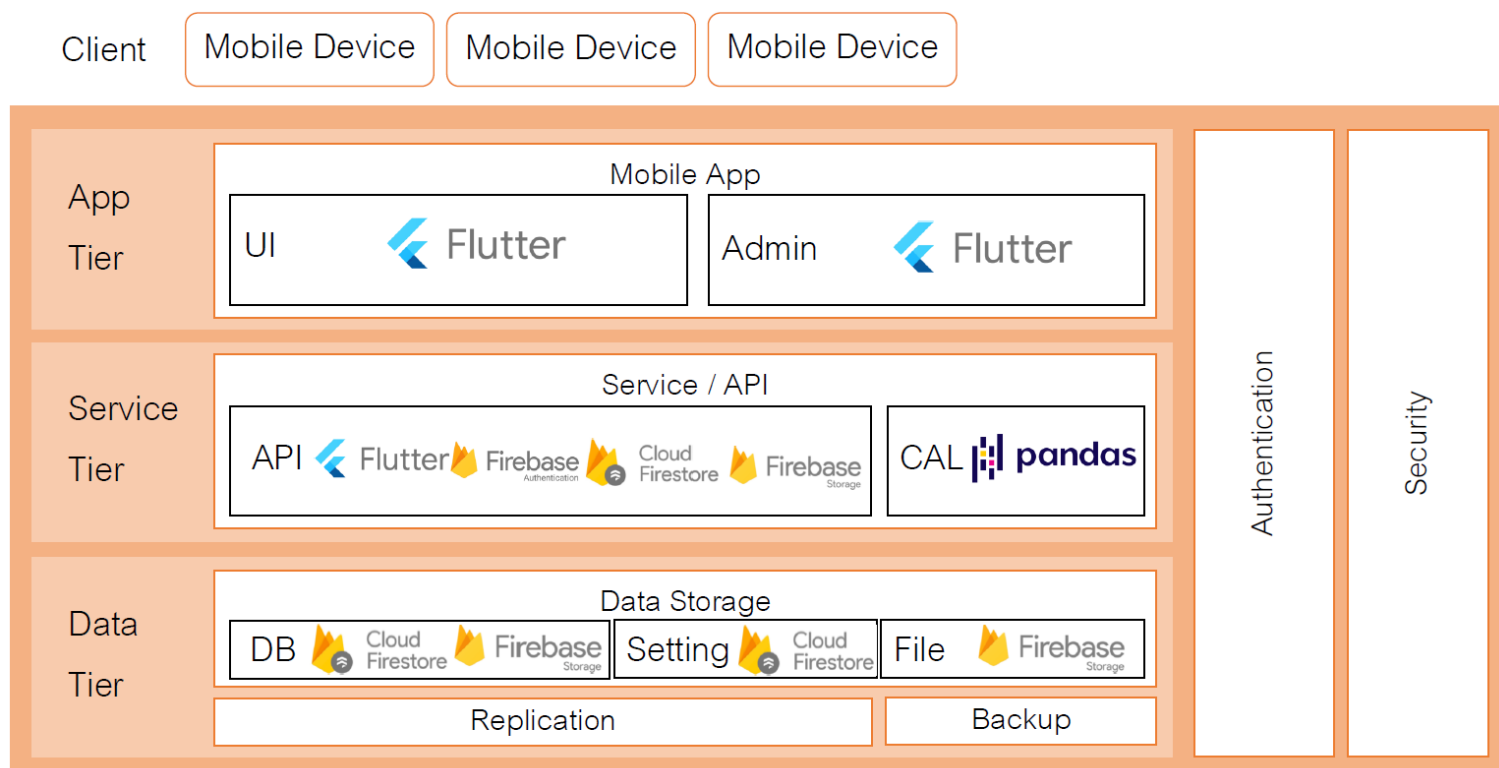 Client
Mobile Device
Mobile Device
Mobile Device
App
Tier
Mobile App
UI
Flutter
Admin
Flutter
Service
Tier
Service / API
API
Flutter
Firebase
Authentication
Cloud
Firestore
Firebase
Storage
CAL
pandas
Data
Tier
Data Storage
DB
Cloud
Firestore
Firebase
Storage
Setting
Cloud
Firestore
File
Firebase
Storage
Replication
Backup
Authentication
Security